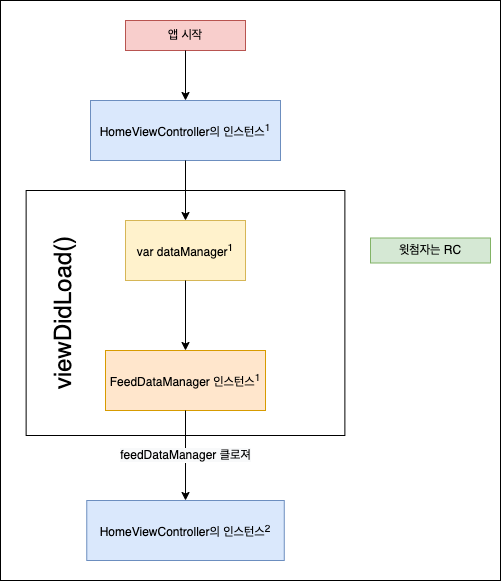 앱 시작
HomeViewController의 인스턴스1
viewDidLoad()
var dataManager1
윗첨자는 RC
FeedDataManager 인스턴스1
feedDataManager 클로져
HomeViewController의 인스턴스2